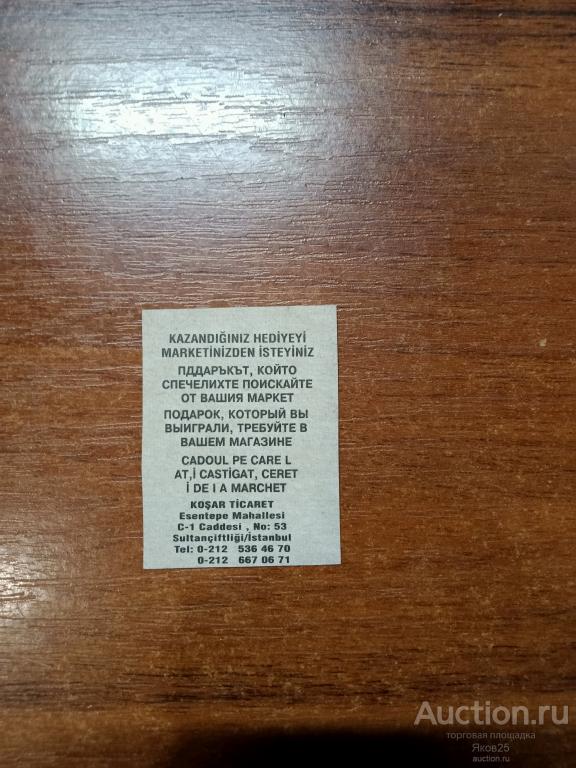 KAZANDIĞINIZ HEDİYEYİ
MARKETİNİZDEN İSTEYİNİZ
ПДДАРЪКЪТ, КОЙТО
СПЕЧЕЛИХТЕ ПОИСКАЙТЕ
ОТ ВАШИЯ МАРКЕТ
ПОДАРОК, КОТОРЫЙ ВЫ
ВЫИГРАЛИ, ТРЕБУЙТЕ В
ВАШЕМ МАГАЗИНЕ
CADOUL PE CARE L
AT,İ CASTİGAT, CERET
İ DE I A MARCHET
KOŞAR TİCARET
Esentepe Mahallesi
C-1 Caddesi , No: 53
Sultançiftliği/İstanbul
Tel: 0-212 536 46 70
0-212 667 06 71
Auction.ru
торговая площадка
Яков25
auction.ru